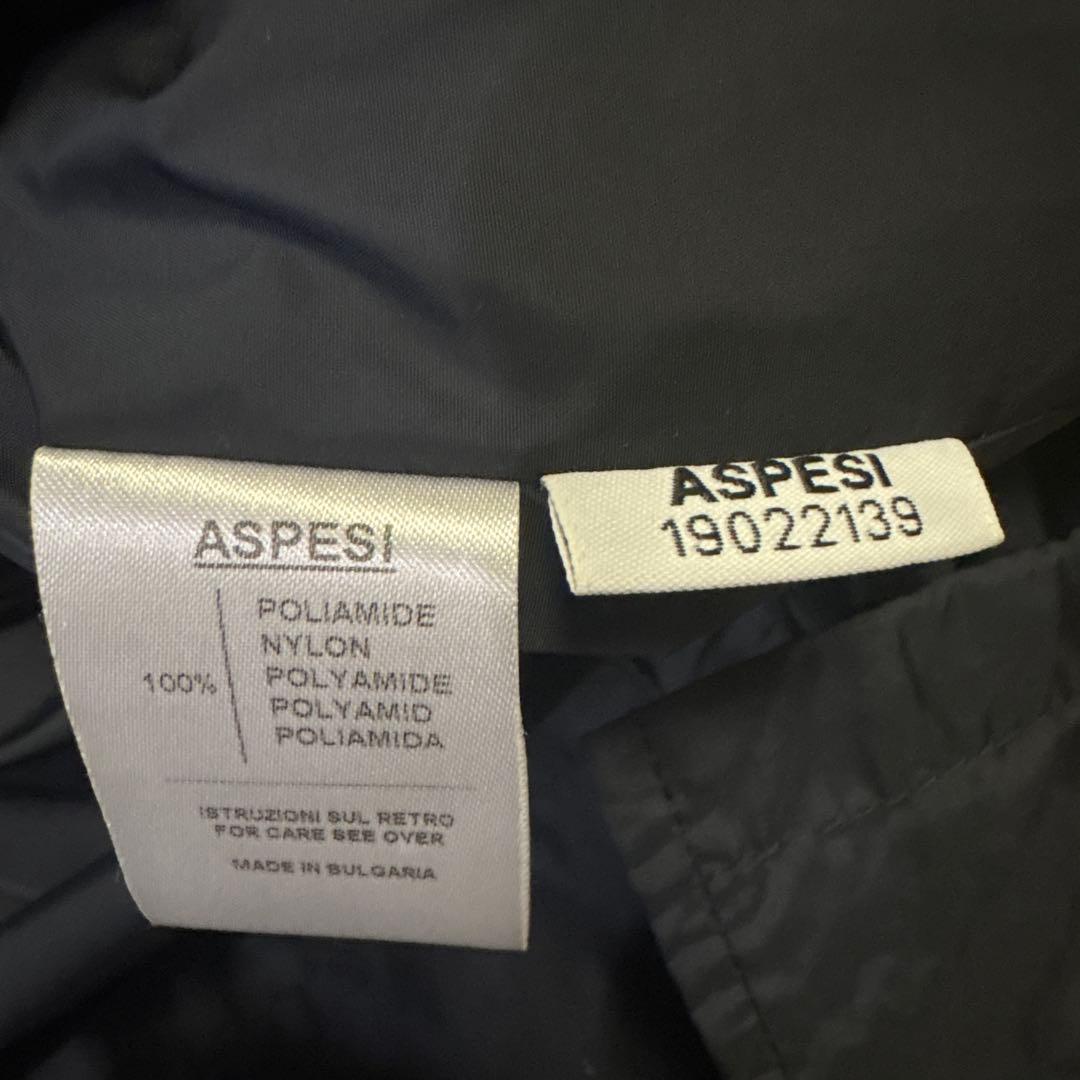 ASPESI
100%
POLIAMIDE
NYLON
POLYAMIDE
POLYAMID
POLIAMIDA
ISTRUZIONI SUL RETRO
FOR CARE SEE OVER
MADE IN BULGARIA
ASPESI
19022139